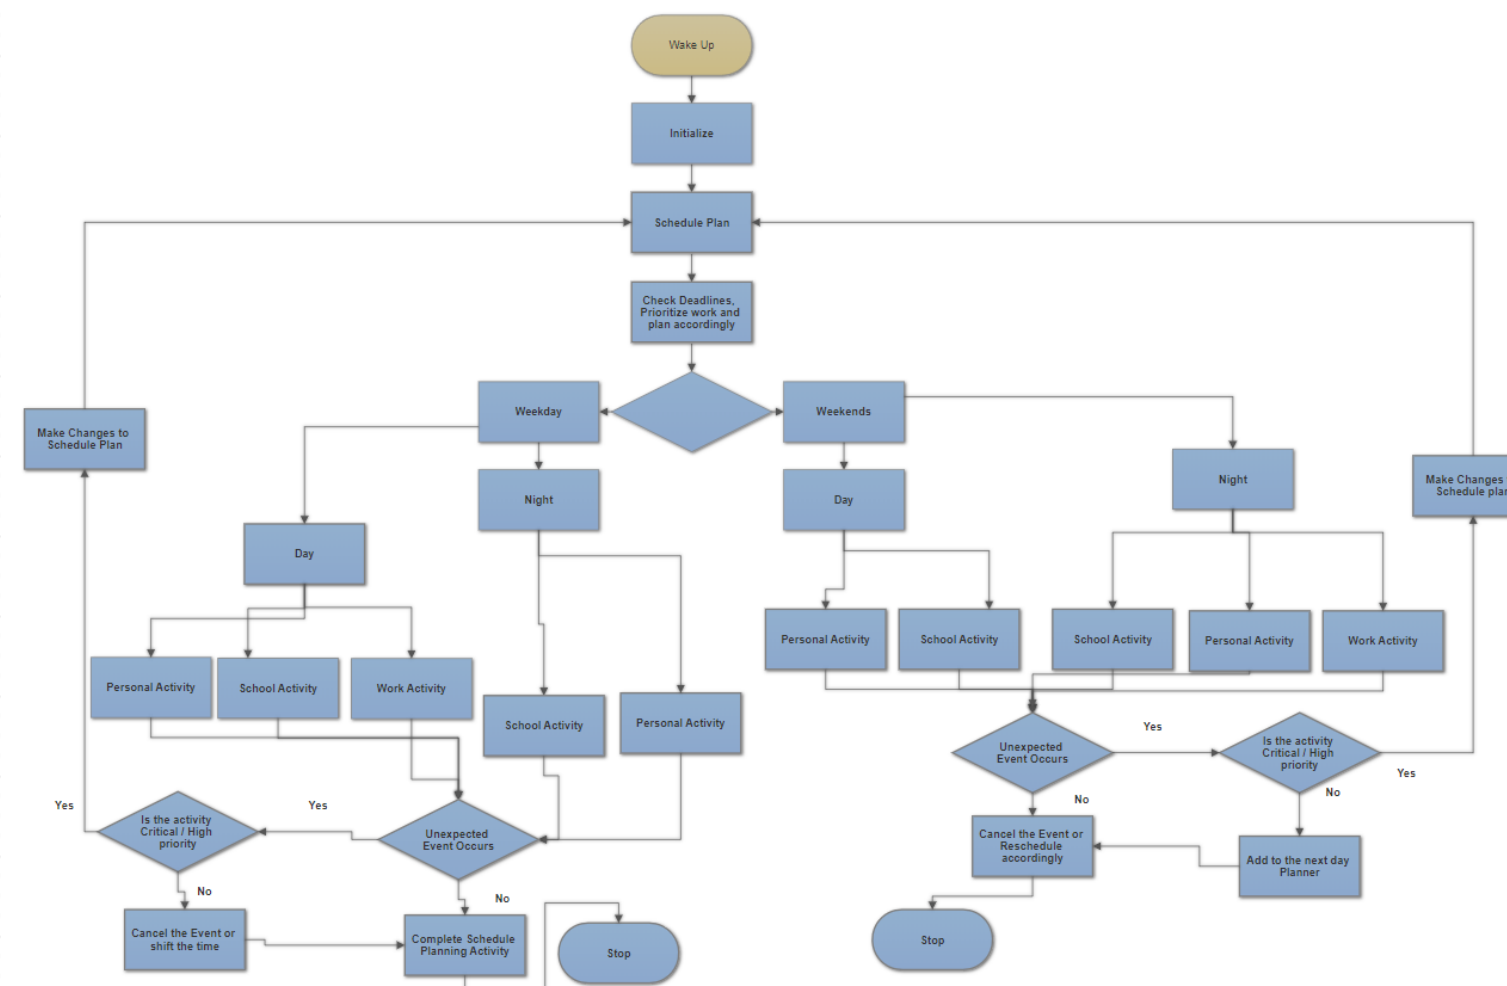 Wake Up
Initialize
Schedule Plan
Check Deadlines,
Prioritize work and
plan accordingly
Weekday
Weekends
Make Changes to
Schedule Plan
Night
Day
Night
Make Changes
Schedule plan
Day
Personal Activity
School Activity
School Activity
Personal Activity
Work Activity
Personal Activity
School Activity
Work Activity
School Activity
Personal Activity
Unexpected
Event Occurs
Yes
Is the activity
Critical / High
priority
Yes
No
No
Yes
Is the activity
Critical / High
priority
Yes
Unexpected
Event Occurs
Cancel the Event or
Reschedule
accordingly
Add to the next day
Planner
No
No
Cancel the Event or
shift the time
Complete Schedule
Planning Activity
Stop
Stop